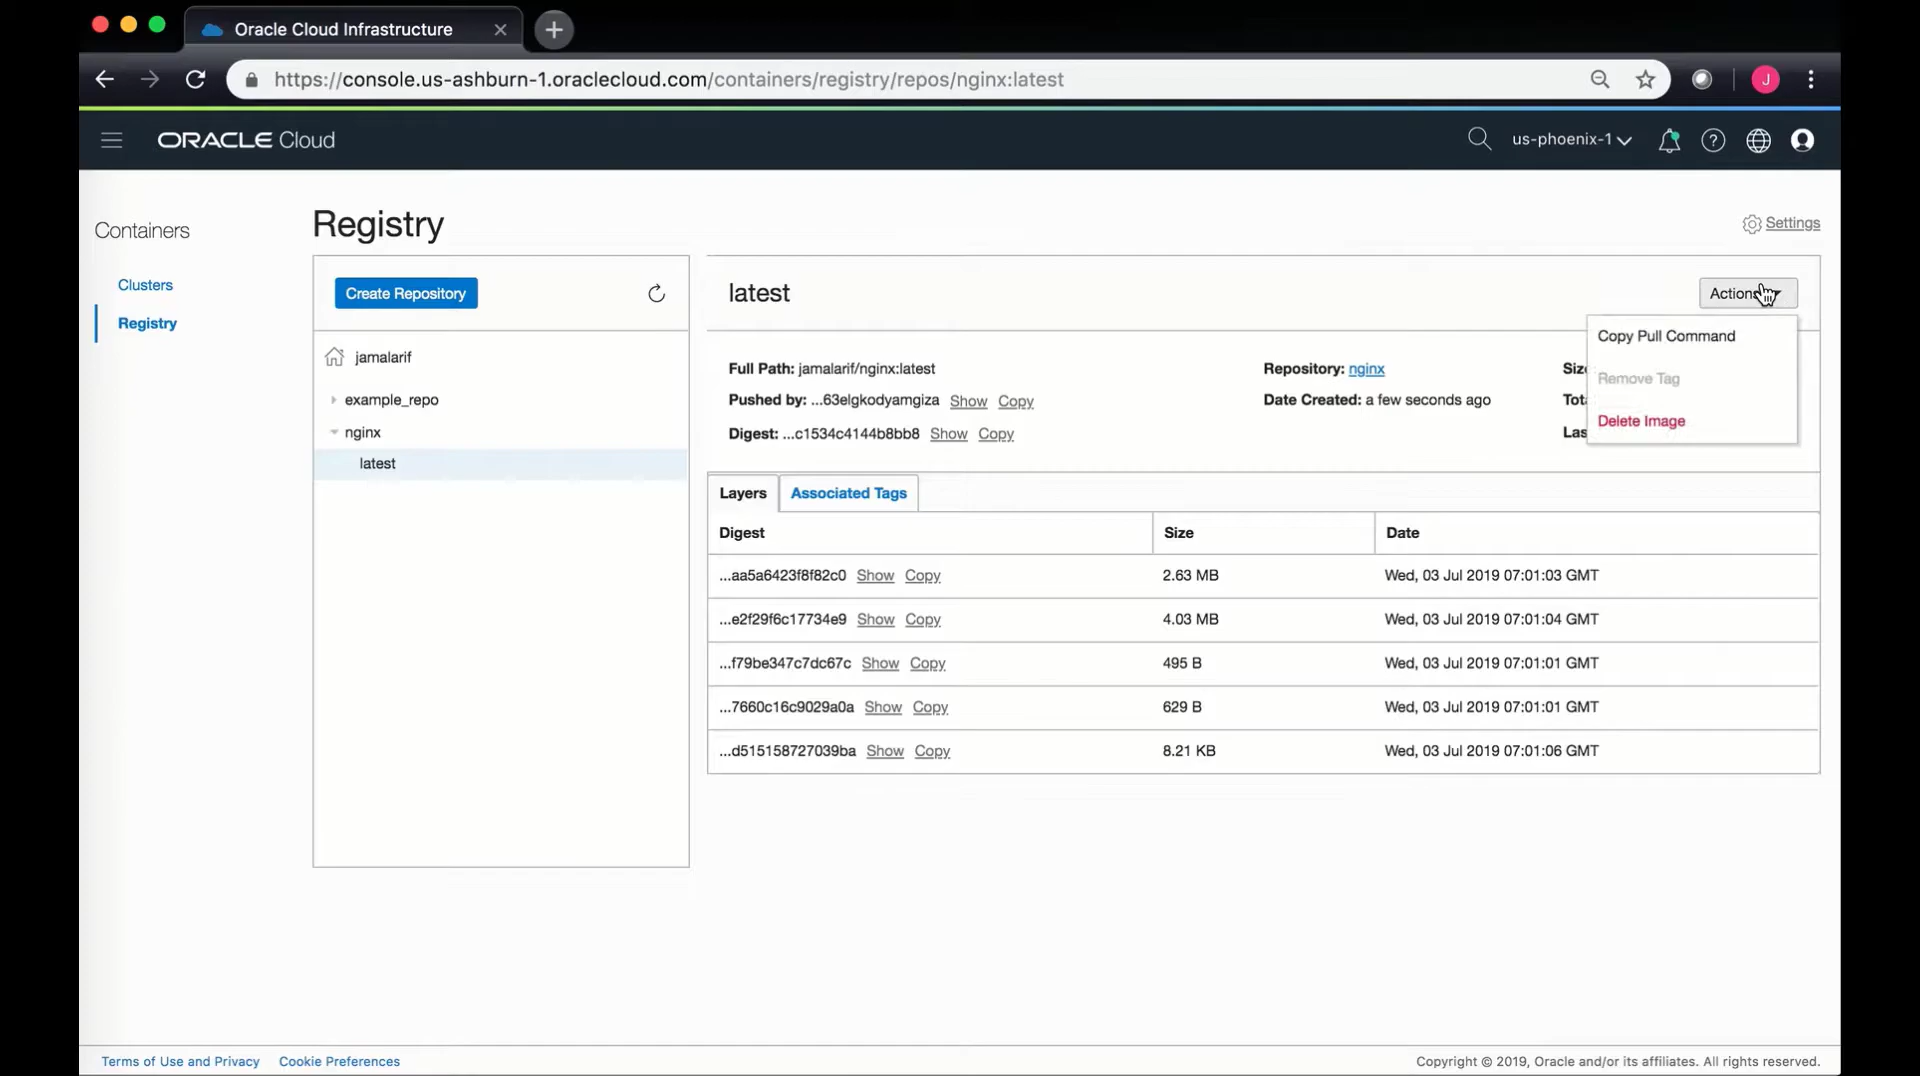 Oracle Cloud Infrastructure
https://console.us-ashburn-1.oraclecloud.com/containers/registry/repos/nginx:latest
J
ORACLE Cloud
us-phoenix-1
Containers
Clusters
Registry
Registry
Settings
Create Repository
jamalarif
example_repo
nginx
latest
latest
Actions
Copy Pull Command
Remove Tag
Delete Image
Full Path: jamalarif/nginx:latest
Pushed by: ...63elgkodyamgiza Show Copy
Digest: ...c1534c4144b8bb8 Show Copy
Repository: nginx
Date Created: a few seconds ago
Siz
Tot
Las
Layers Associated Tags
Digest Size Date
...aa5a6423f8f82c0 Show Copy 2.63 MB Wed, 03 Jul 2019 07:01:03 GMT
...e2f29f6c17734e9 Show Copy 4.03 MB Wed, 03 Jul 2019 07:01:04 GMT
...f79be347c7dc67c Show Copy 495 B Wed, 03 Jul 2019 07:01:01 GMT
...7660c16c9029a0a Show Copy 629 B Wed, 03 Jul 2019 07:01:01 GMT
...d515158727039ba Show Copy 8.21 KB Wed, 03 Jul 2019 07:01:06 GMT
Terms of Use and Privacy Cookie Preferences
Copyright © 2019, Oracle and/or its affiliates. All rights reserved.